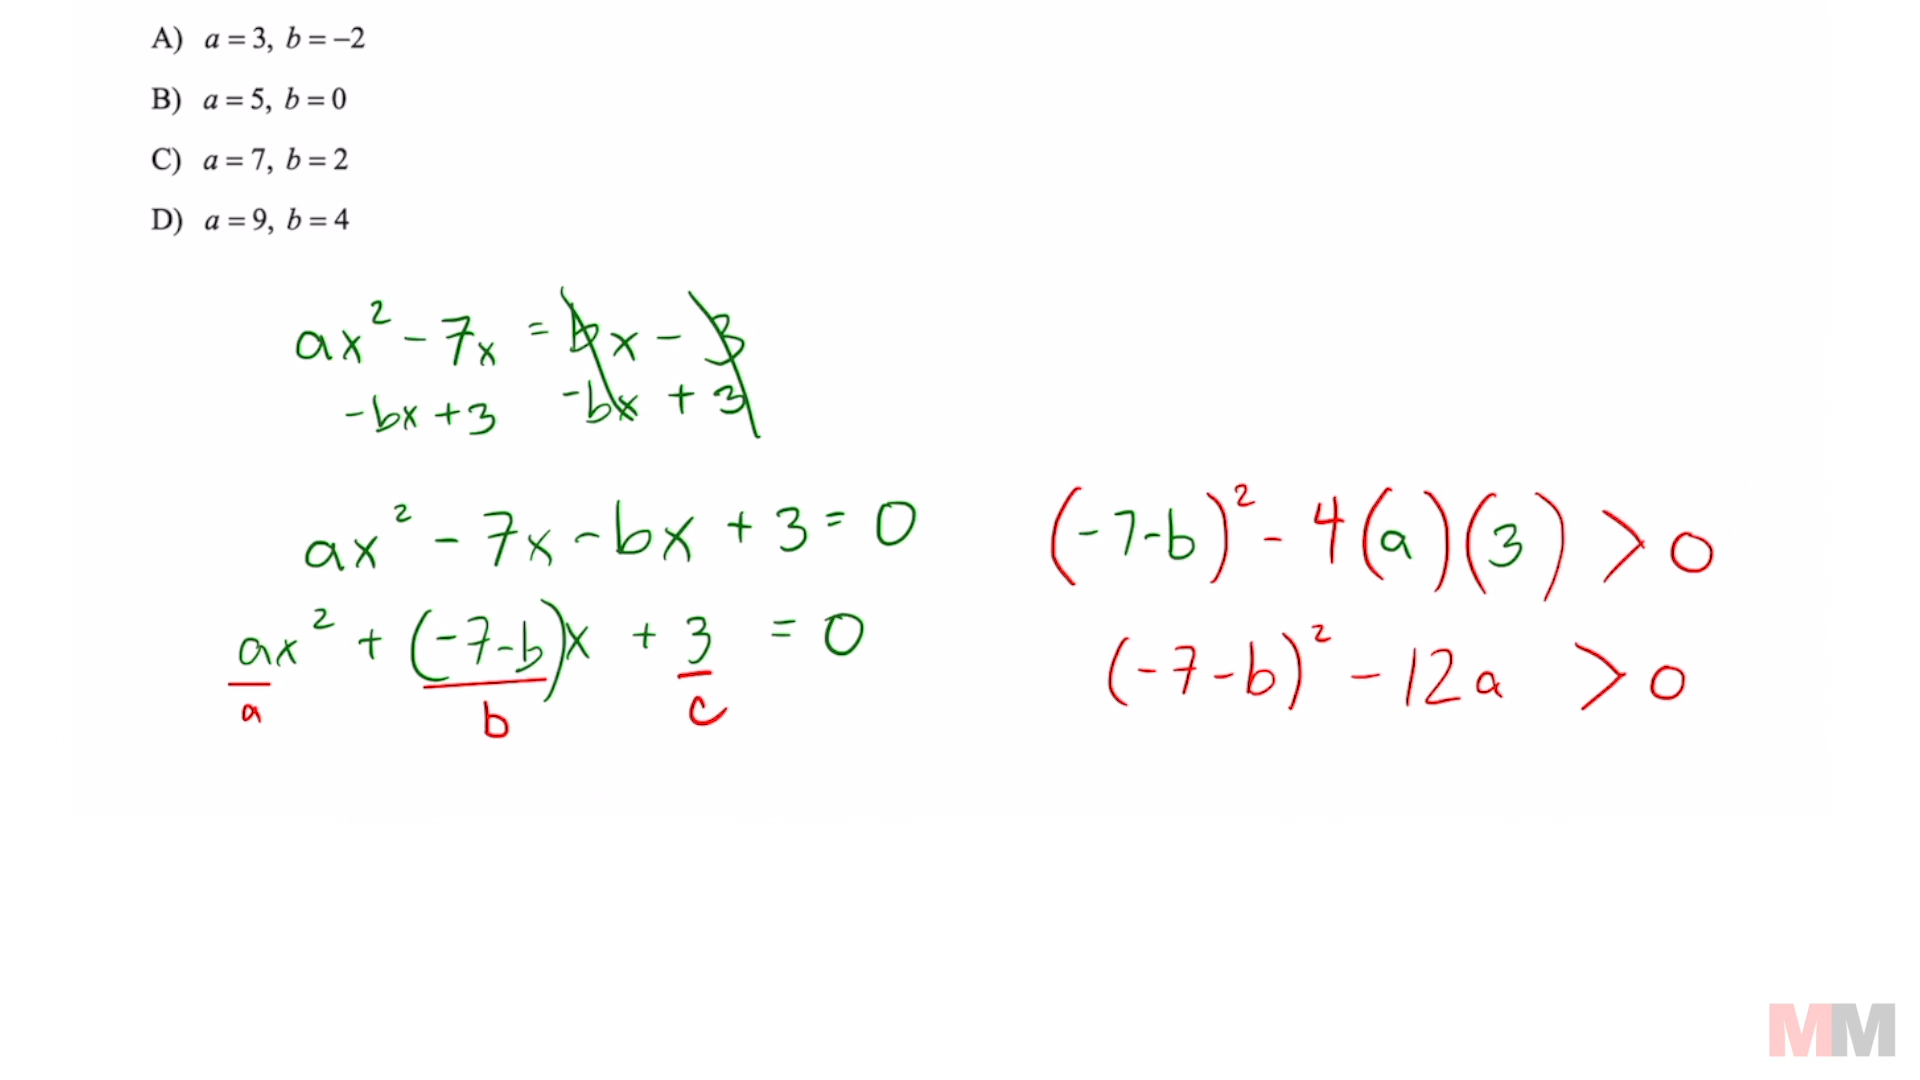 A) a = 3, b = –2
B) a = 5, b = 0
C) a = 7, b = 2
D) a = 9, b = 4
ax² - 7x = bx - 3
-bx + 3 -bx + 3
ax² - 7x - bx + 3 = 0
ax² + (-7-b)x + 3 = 0
a b c
(-7-b)² - 4(a)(3) > 0
(-7-b)² - 12a > 0
MM